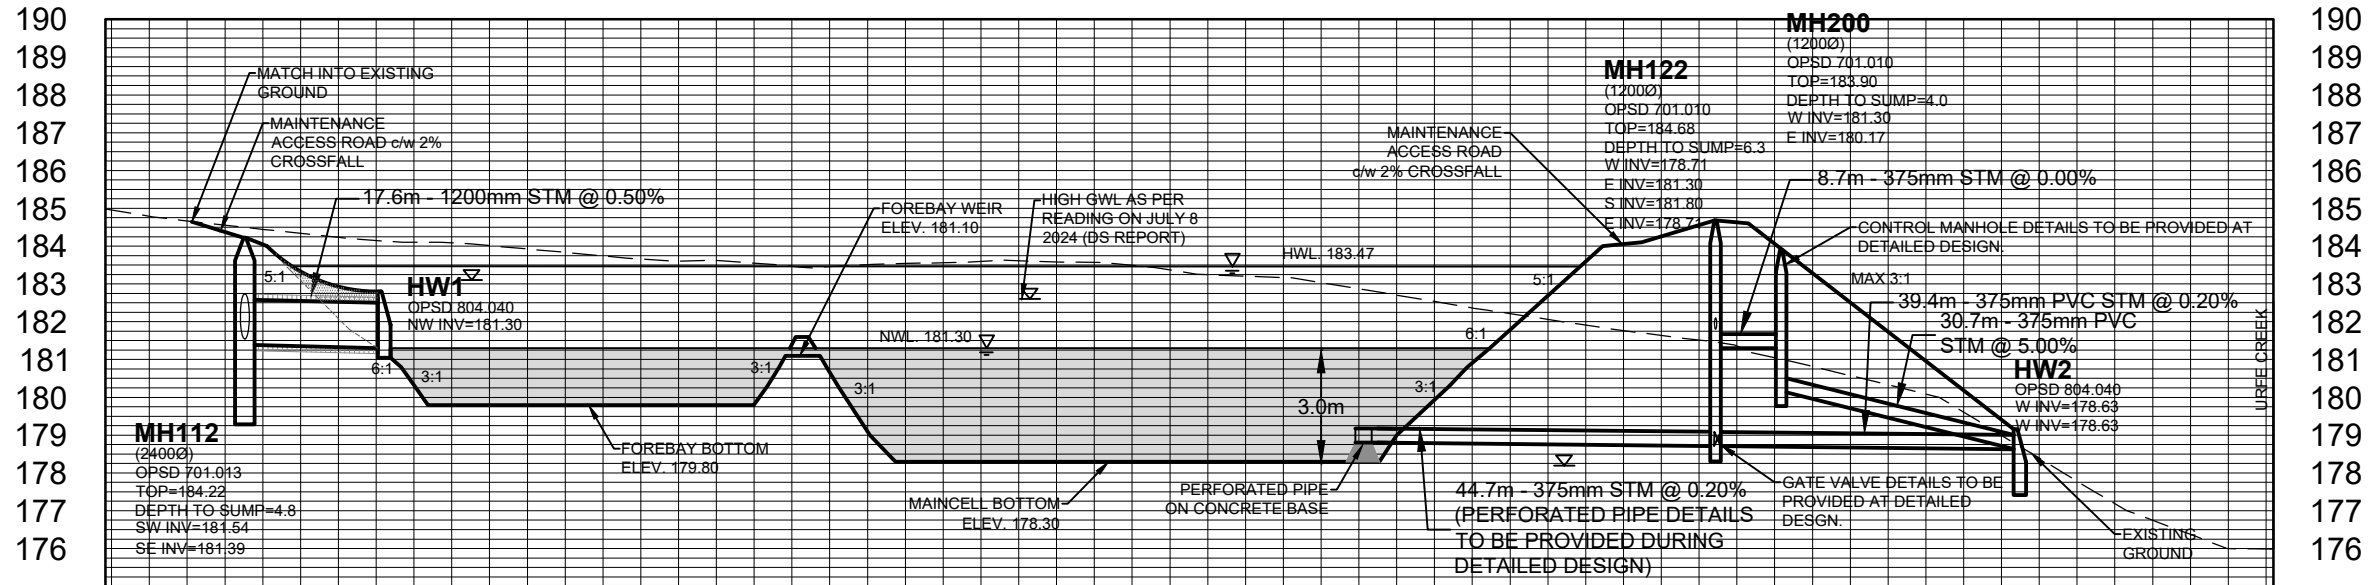 190
189
188
187
186
185
184
183
182
181
180
179
178
177
176
MATCH INTO EXISTING
GROUND
MAINTENANCE
ACCESS ROAD c/w 2%
CROSSFALL
17.6m - 1200mm STM @ 0.50%
5:1
HW1
OPSD 804.040
NW INV=181.30
6:1
3:1
MH112
(2400Ø)
OPSD 701.013
TOP=184.22
DEPTH TO SUMP=4.8
SW INV=181.54
SE INV=181.39
FOREBAY BOTTOM
ELEV. 179.80
3:1
FOREBAY WEIR
ELEV. 181.10
3:1
NWL. 181.30
HIGH GWL AS PER
READING ON JULY 8
2024 (DS REPORT)
HWL. 183.47
MAINCELL BOTTOM
ELEV. 178.30
3.0m
PERFORATED PIPE
ON CONCRETE BASE
3:1
6:1
5:1
MAINTENANCE
ACCESS ROAD
c/w 2% CROSSFALL
44.7m - 375mm STM @ 0.20%
(PERFORATED PIPE DETAILS
TO BE PROVIDED DURING
DETAILED DESIGN)
MH122
(1200Ø)
OPSD 701.010
TOP=184.68
DEPTH TO SUMP=6.3
W INV=178.71
E INV=181.30
S INV=181.80
E INV=178.71
MH200
(1200Ø)
OPSD 701.010
TOP=183.90
DEPTH TO SUMP=4.0
W INV=181.30
E INV=180.17
8.7m - 375mm STM @ 0.00%
CONTROL MANHOLE DETAILS TO BE PROVIDED AT
DETAILED DESIGN.
MAX 3:1
39.4m - 375mm PVC STM @ 0.20%
30.7m - 375mm PVC
STM @ 5.00%
HW2
OPSD 804.040
W INV=178.63
W INV=178.63
GATE VALVE DETAILS TO BE
PROVIDED AT DETAILED
DESGN.
EXISTING
GROUND
URFE CREEK
190
189
188
187
186
185
184
183
182
181
180
179
178
177
176